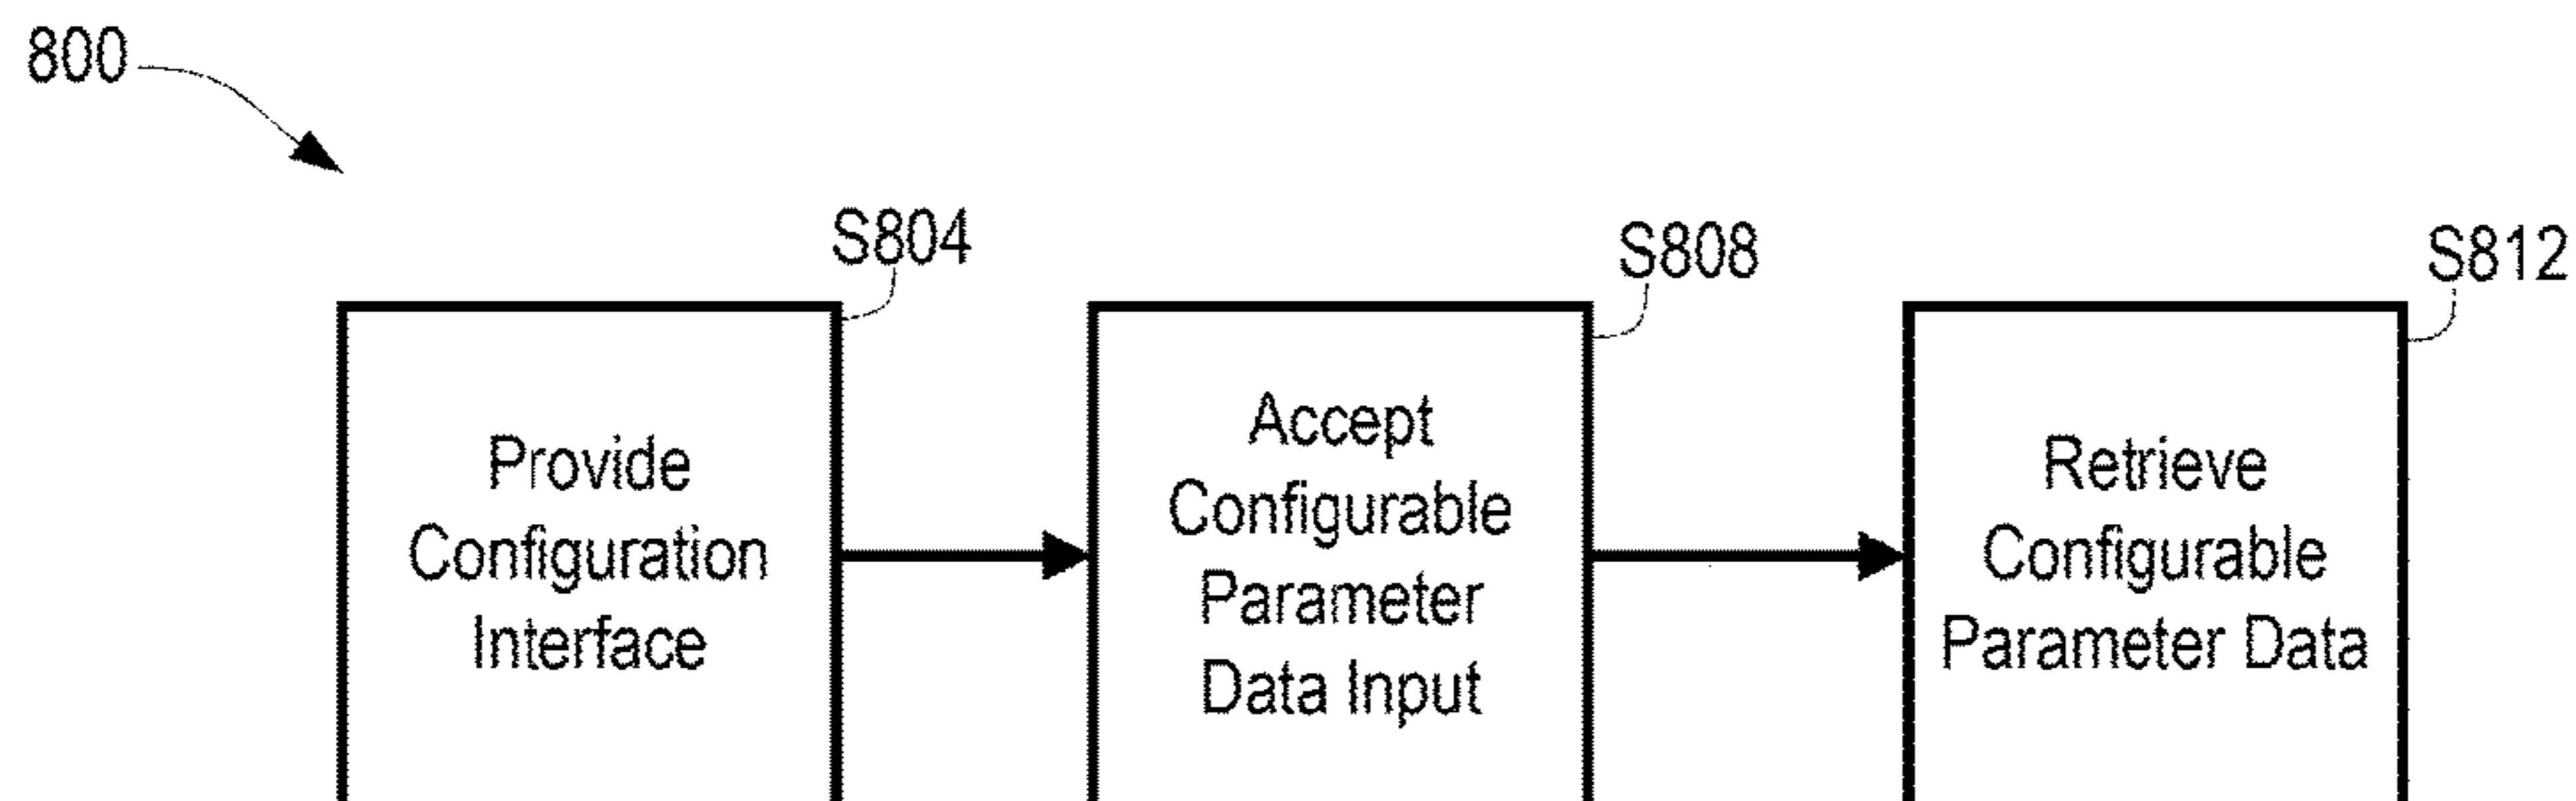 800
S804
S808
S812
Provide
Configuration
Interface
Accept
Configurable
Parameter
Data Input
Retrieve
Configurable
Parameter Data